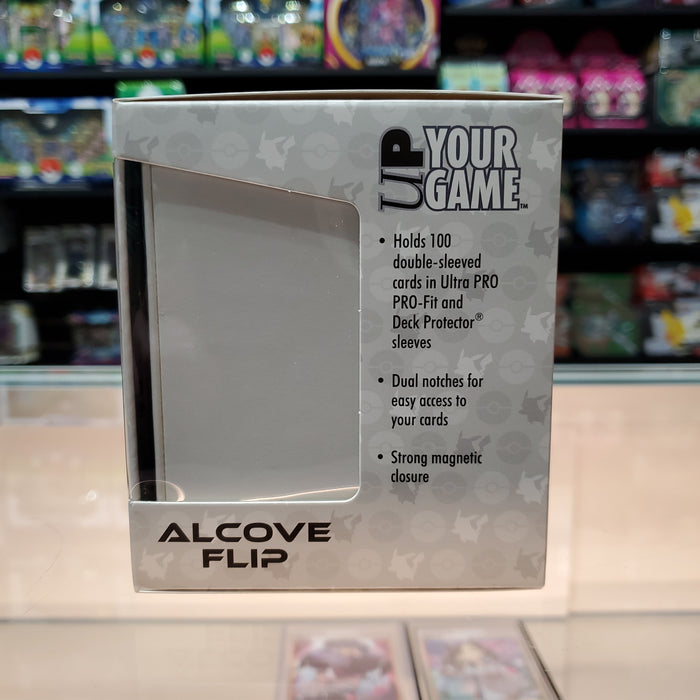 UP YOUR
GAME™
• Holds 100
double-sleeved
cards in Ultra PRO
PRO-Fit and
Deck Protector®
sleeves
• Dual notches for
easy access to
your cards
• Strong magnetic
closure
ALCOVE
FLIP